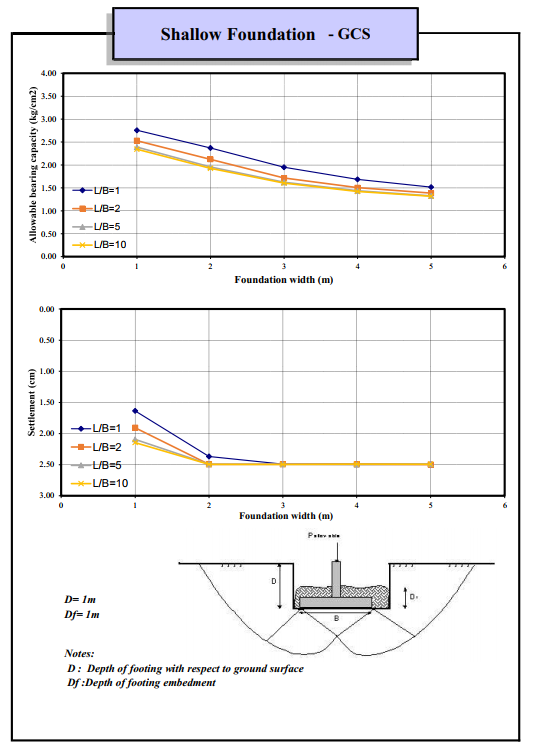 Shallow Foundation - GCS
Allowable bearing capacity (kg/cm2)
4.00
3.50
3.00
2.50
2.00
1.50
1.00
0.50
0.00
L/B=1
L/B=2
L/B=5
L/B=10
0 1 2 3 4 5 6
Foundation width (m)
Settlement (cm)
0.00
0.50
1.00
1.50
2.00
2.50
3.00
L/B=1
L/B=2
L/B=5
L/B=10
0 1 2 3 4 5 6
Foundation width (m)
D
B
D= 1m
Df= 1m
Notes:
D : Depth of footing with respect to ground surface
Df :Depth of footing embedment